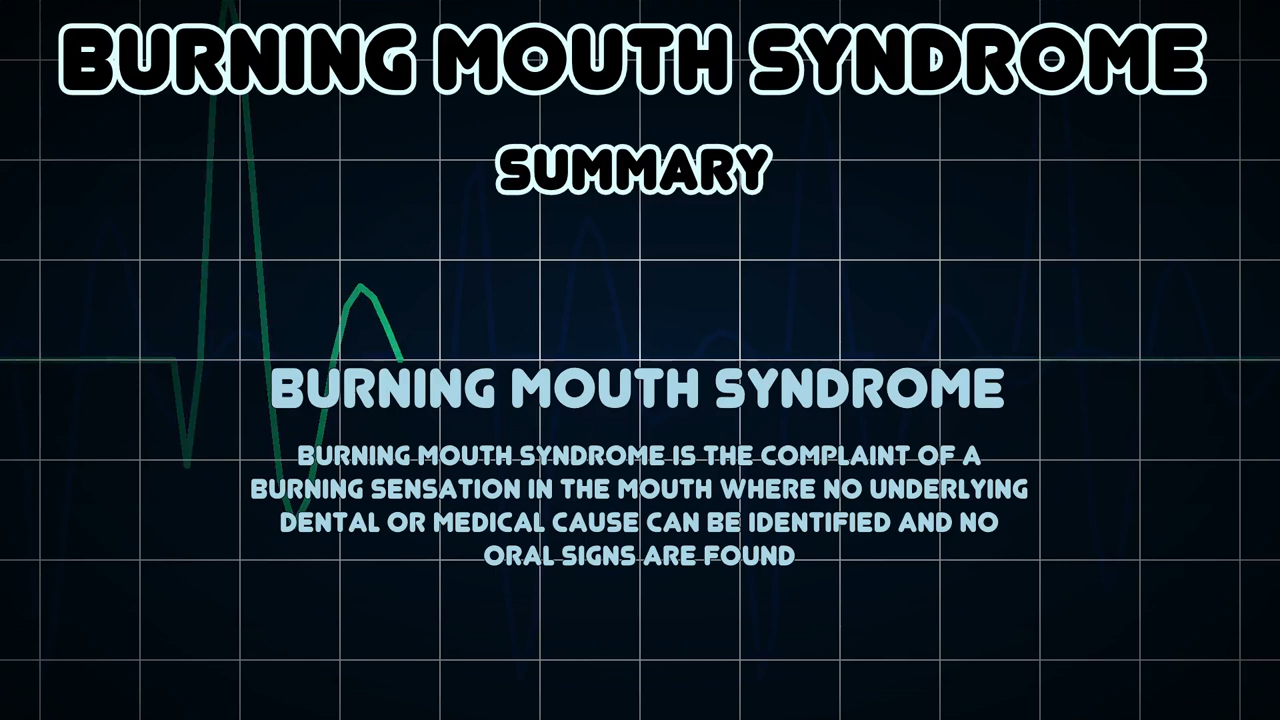 BURNING MOUTH SYNDROME
SUMMARY
BURNING MOUTH SYNDROME
BURNING MOUTH SYNDROME IS THE COMPLAINT OF A
BURNING SENSATION IN THE MOUTH WHERE NO UNDERLYING
DENTAL OR MEDICAL CAUSE CAN BE IDENTIFIED AND NO
ORAL SIGNS ARE FOUND